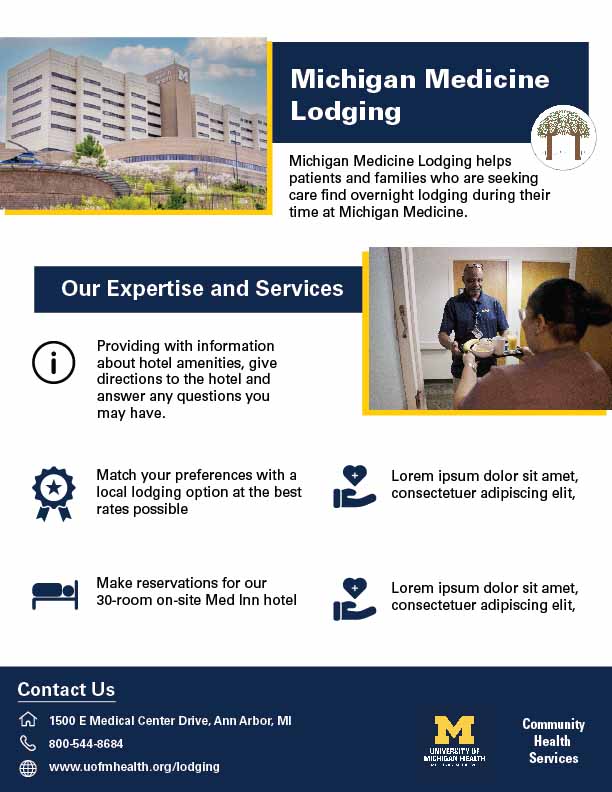 Michigan Medicine
Lodging
Michigan Medicine Lodging helps
patients and families who are seeking
care find overnight lodging during their
time at Michigan Medicine.
Our Expertise and Services
Providing with information
about hotel amenities, give
directions to the hotel and
answer any questions you
may have.
Match your preferences with a
local lodging option at the best
rates possible
Lorem ipsum dolor sit amet,
consectetuer adipiscing elit,
Make reservations for our
30-room on-site Med Inn hotel
Lorem ipsum dolor sit amet,
consectetuer adipiscing elit,
Contact Us
1500 E Medical Center Drive, Ann Arbor, MI
800-544-8684
www.uofmhealth.org/lodging
M
UNIVERSITY OF
MICHIGAN HEALTH
Community
Health
Services